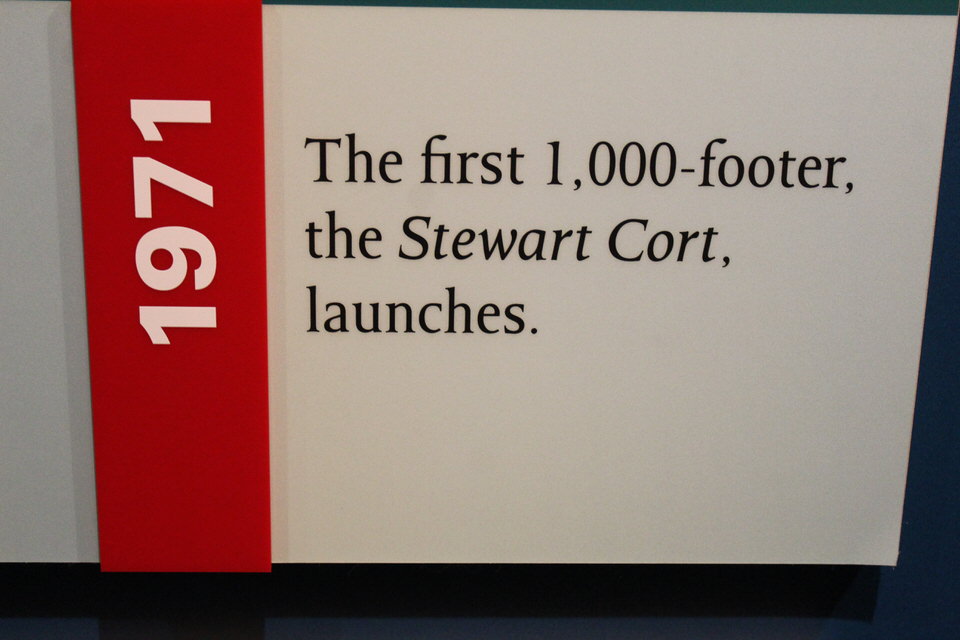 1971
The first 1,000-footer,
the Stewart Cort,
launches.